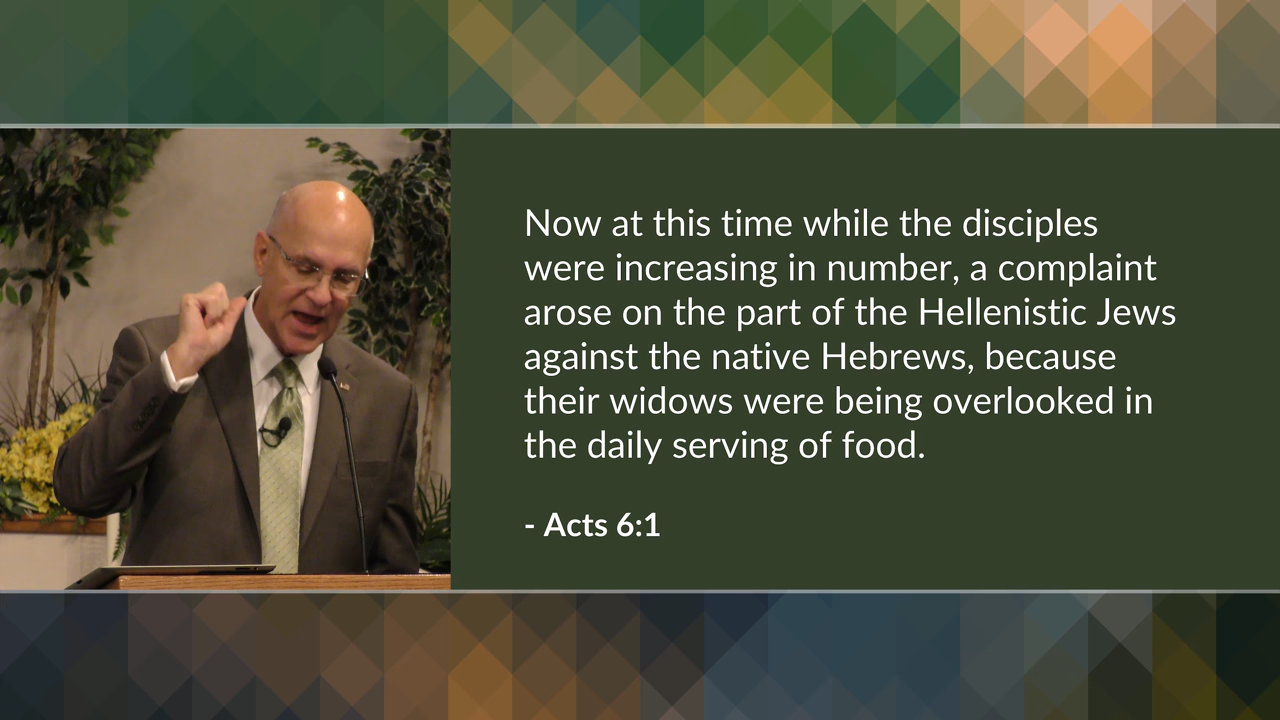 Now at this time while the disciples
were increasing in number, a complaint
arose on the part of the Hellenistic Jews
against the native Hebrews, because
their widows were being overlooked in
the daily serving of food.
- Acts 6:1